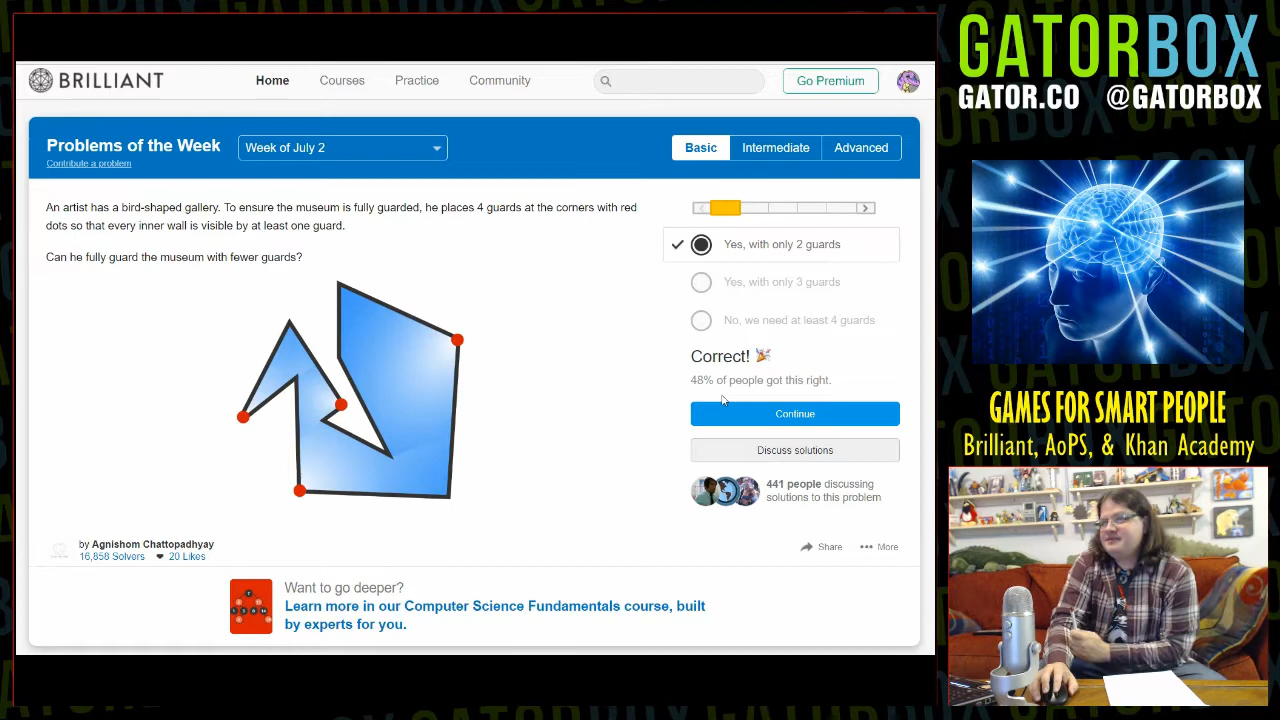 BRILLIANT
Home
Courses
Practice
Community
Go Premium
Problems of the Week
Contribute a problem
Week of July 2
Basic
Intermediate
Advanced
An artist has a bird-shaped gallery. To ensure the museum is fully guarded, he places 4 guards at the corners with red
dots so that every inner wall is visible by at least one guard.
Can he fully guard the museum with fewer guards?
Yes, with only 2 guards
Yes, with only 3 guards
No, we need at least 4 guards
Correct!
48% of people got this right.
Continue
Discuss solutions
441 people discussing
solutions to this problem
by Agnishom Chattopadhyay
16,858 Solvers
20 Likes
Share
More
Want to go deeper?
Learn more in our Computer Science Fundamentals course, built
by experts for you.
GATORBOX
GATOR.CO @GATORBOX
GAMES FOR SMART PEOPLE
Brilliant, AoPS, & Khan Academy